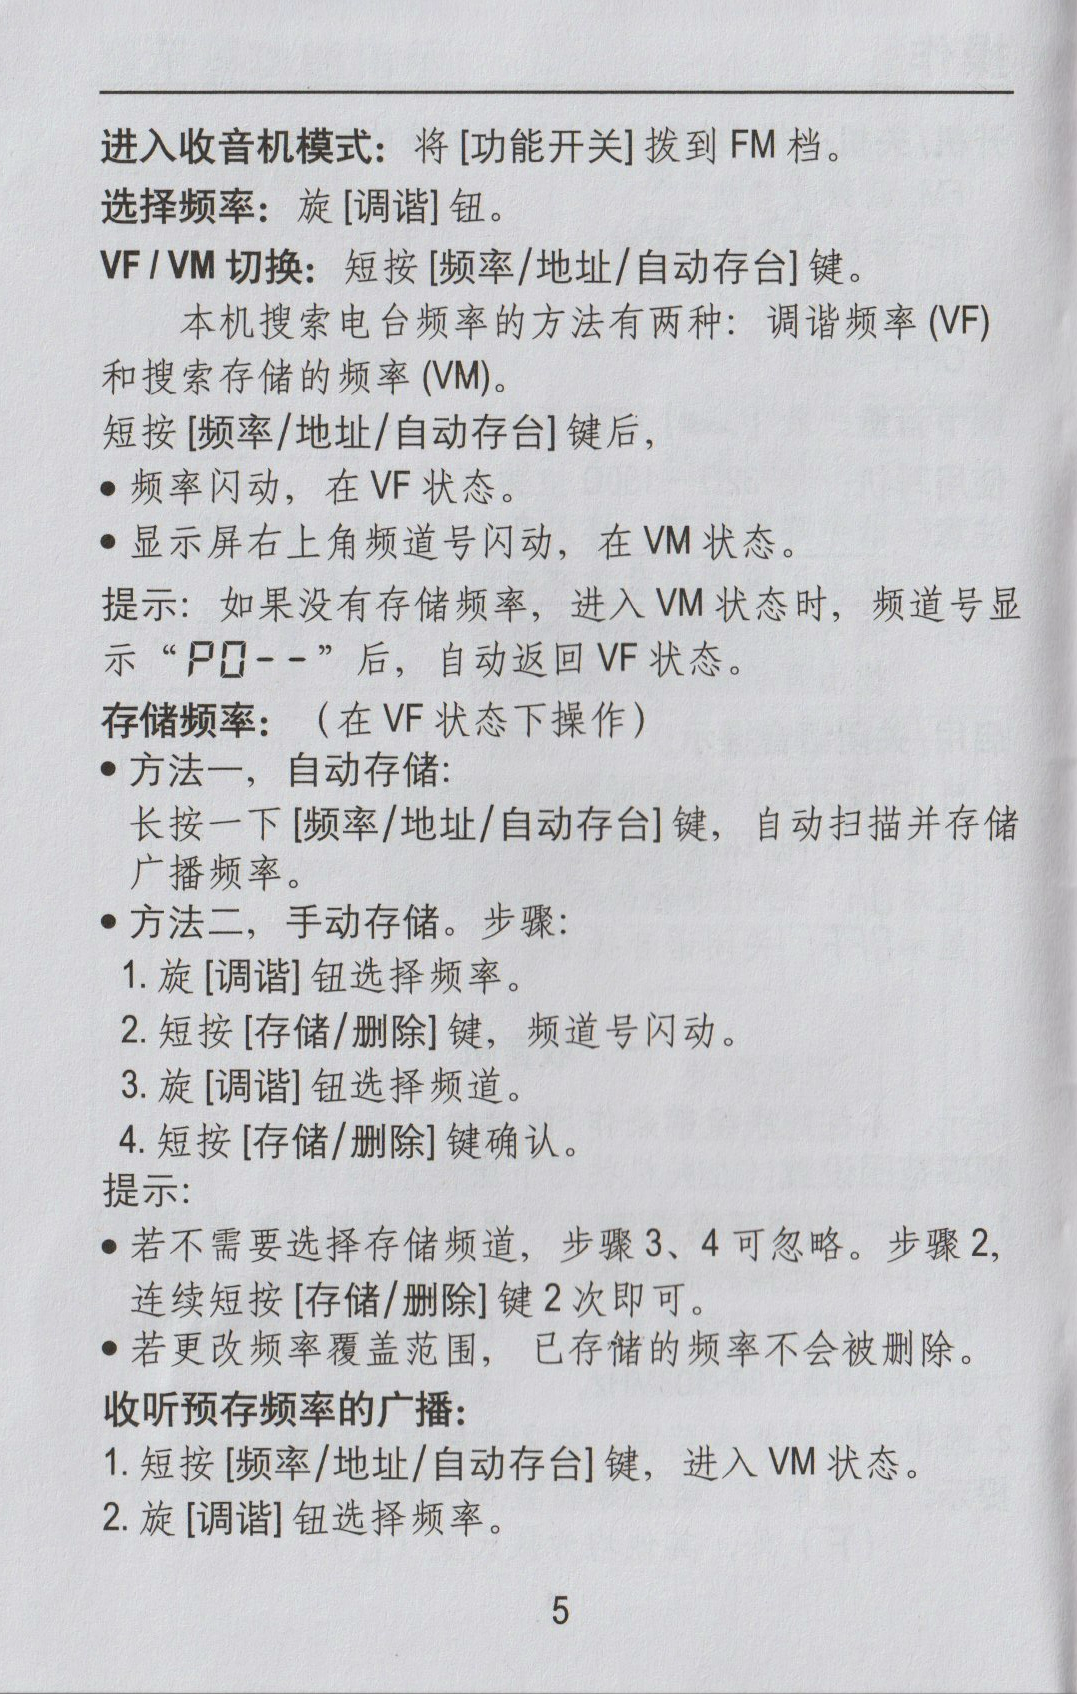 进入收音机模式：将 [功能开关] 拨到 FM 档。
选择频率：旋 [调谐] 钮。
VF / VM 切换：短按 [频率/地址/自动存台] 键。
本机搜索电台频率的方法有两种：调谐频率 (VF)
和搜索存储的频率 (VM)。
短按 [频率/地址/自动存台] 键后，
● 频率闪动，在 VF 状态。
● 显示屏右上角频道号闪动，在 VM 状态。
提示：如果没有存储频率，进入 VM 状态时，频道号显
示“P0--”后，自动返回 VF 状态。
存储频率：（在 VF 状态下操作）
● 方法一，自动存储:
长按一下 [频率/地址/自动存台] 键，自动扫描并存储
广播频率。
● 方法二，手动存储。步骤:
1. 旋 [调谐] 钮选择频率。
2. 短按 [存储/删除] 键，频道号闪动。
3. 旋 [调谐] 钮选择频道。
4. 短按 [存储/删除] 键确认。
提示:
● 若不需要选择存储频道，步骤 3、4 可忽略。步骤 2,
连续短按 [存储/删除] 键 2 次即可。
● 若更改频率覆盖范围，已存储的频率不会被删除。
收听预存频率的广播:
1. 短按 [频率/地址/自动存台] 键，进入 VM 状态。
2. 旋 [调谐] 钮选择频率。
5